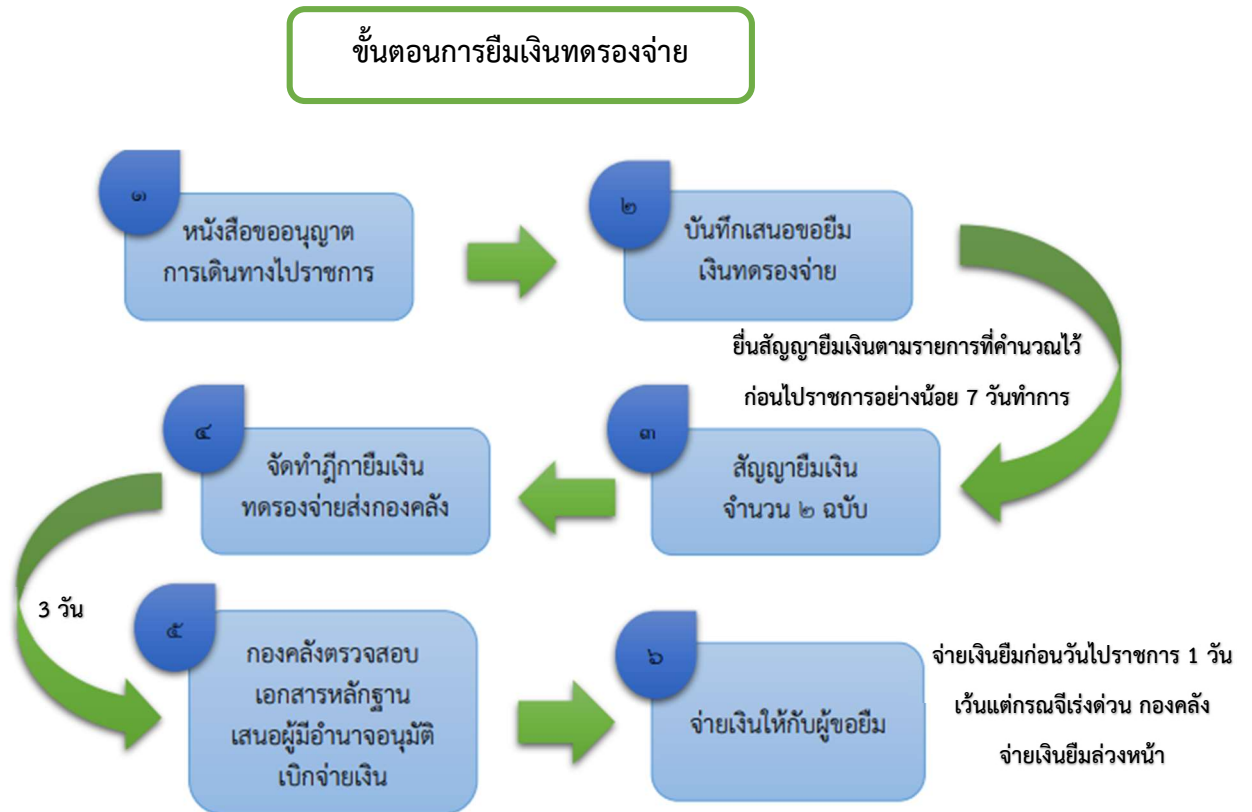 ขั้นตอนการยืมเงินทดรองจ่าย
๑
หนังสือขออนุญาต
การเดินทางไปราชการ
๒
บันทึกเสนอขอยืม
เงินทดรองจ่าย
ยื่นสัญญายืมเงินตามรายการที่คำนวณไว้
ก่อนไปราชการอย่างน้อย 7 วันทำการ
๓
สัญญายืมเงิน
จำนวน ๒ ฉบับ
๔
จัดทำฎีกายืมเงิน
ทดรองจ่ายส่งกองคลัง
3 วัน
๕
กองคลังตรวจสอบ
เอกสารหลักฐาน
เสนอผู้มีอำนาจอนุมัติ
เบิกจ่ายเงิน
๖
จ่ายเงินให้กับผู้ขอยืม
จ่ายเงินยืมก่อนวันไปราชการ 1 วัน
เว้นแต่กรณจีเร่งด่วน กองคลัง
จ่ายเงินยืมล่วงหน้า